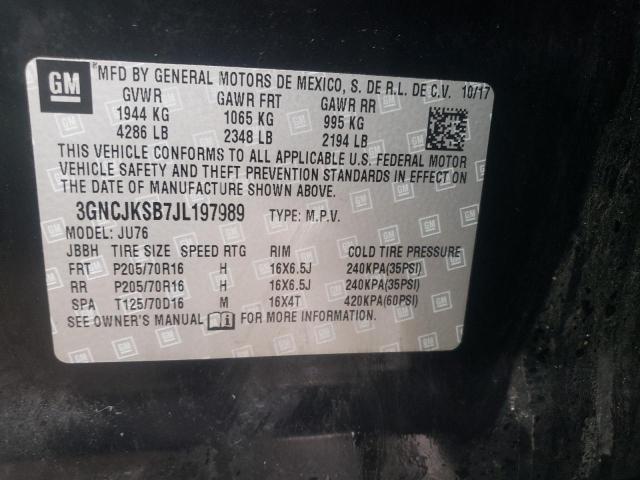 GM
MFD BY GENERAL MOTORS DE MEXICO, S. DE R.L. DE C.V. 10/17
GVWR GAWR FRT GAWR RR
1944 KG 1065 KG 995 KG
4286 LB 2348 LB 2194 LB
THIS VEHICLE CONFORMS TO ALL APPLICABLE U.S. FEDERAL MOTOR
VEHICLE SAFETY AND THEFT PREVENTION STANDARDS IN EFFECT ON
THE DATE OF MANUFACTURE SHOWN ABOVE.
3GNCJKSB7JL197989 TYPE: M.P.V.
MODEL: JU76
JBBH TIRE SIZE SPEED RTG RIM COLD TIRE PRESSURE
FRT P205/70R16 H 16X6.5J 240KPA(35PSI)
RR P205/70R16 H 16X6.5J 240KPA(35PSI)
SPA T125/70D16 M 16X4T 420KPA(60PSI)
SEE OWNER'S MANUAL FOR MORE INFORMATION.